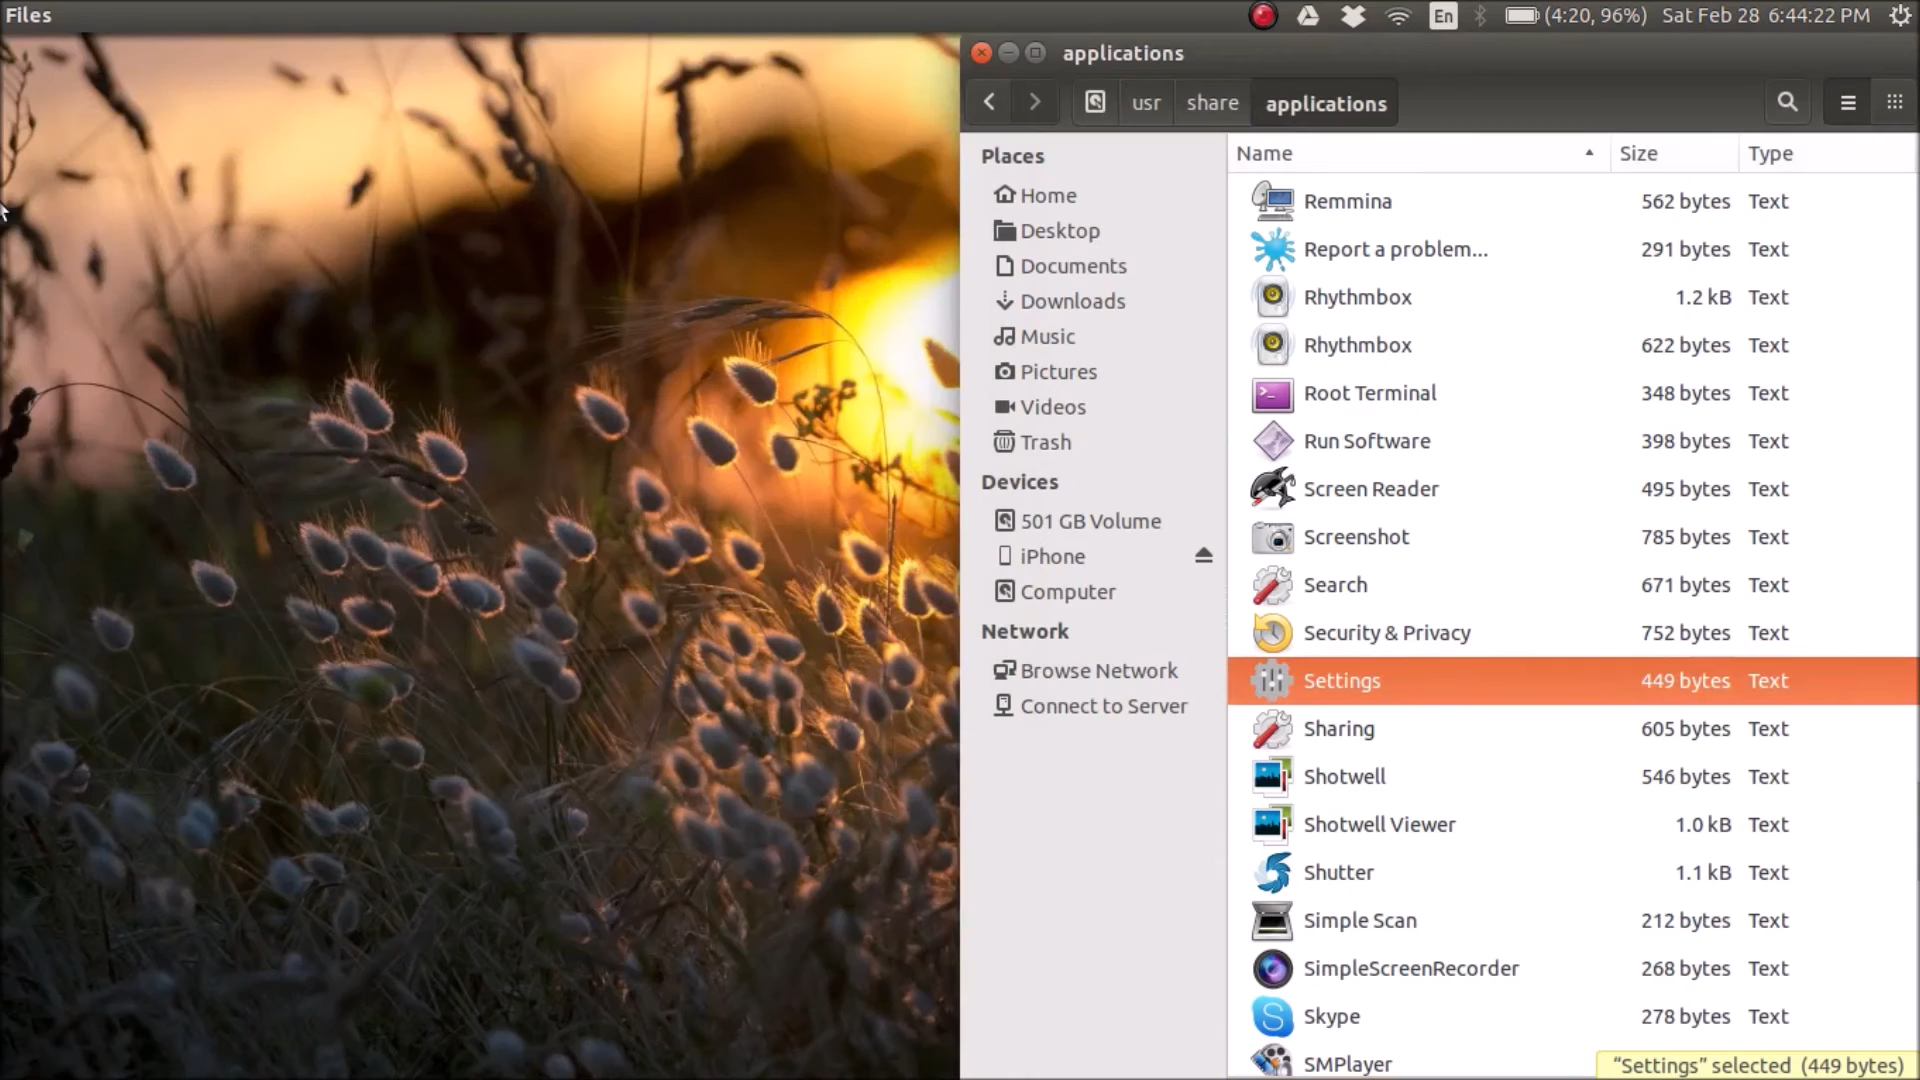 Files
En
(4:20, 96%)
Sat Feb 28 6:44:22 PM
applications
usr
share
applications
Places
Home
Desktop
Documents
Downloads
Music
Pictures
Videos
Trash
Devices
501 GB Volume
iPhone
Computer
Network
Browse Network
Connect to Server
Name Size Type
Remmina 562 bytes Text
Report a problem... 291 bytes Text
Rhythmbox 1.2 kB Text
Rhythmbox 622 bytes Text
Root Terminal 348 bytes Text
Run Software 398 bytes Text
Screen Reader 495 bytes Text
Screenshot 785 bytes Text
Search 671 bytes Text
Security & Privacy 752 bytes Text
Settings 449 bytes Text
Sharing 605 bytes Text
Shotwell 546 bytes Text
Shotwell Viewer 1.0 kB Text
Shutter 1.1 kB Text
Simple Scan 212 bytes Text
SimpleScreenRecorder 268 bytes Text
Skype 278 bytes Text
SMPlayer
“Settings” selected (449 bytes)